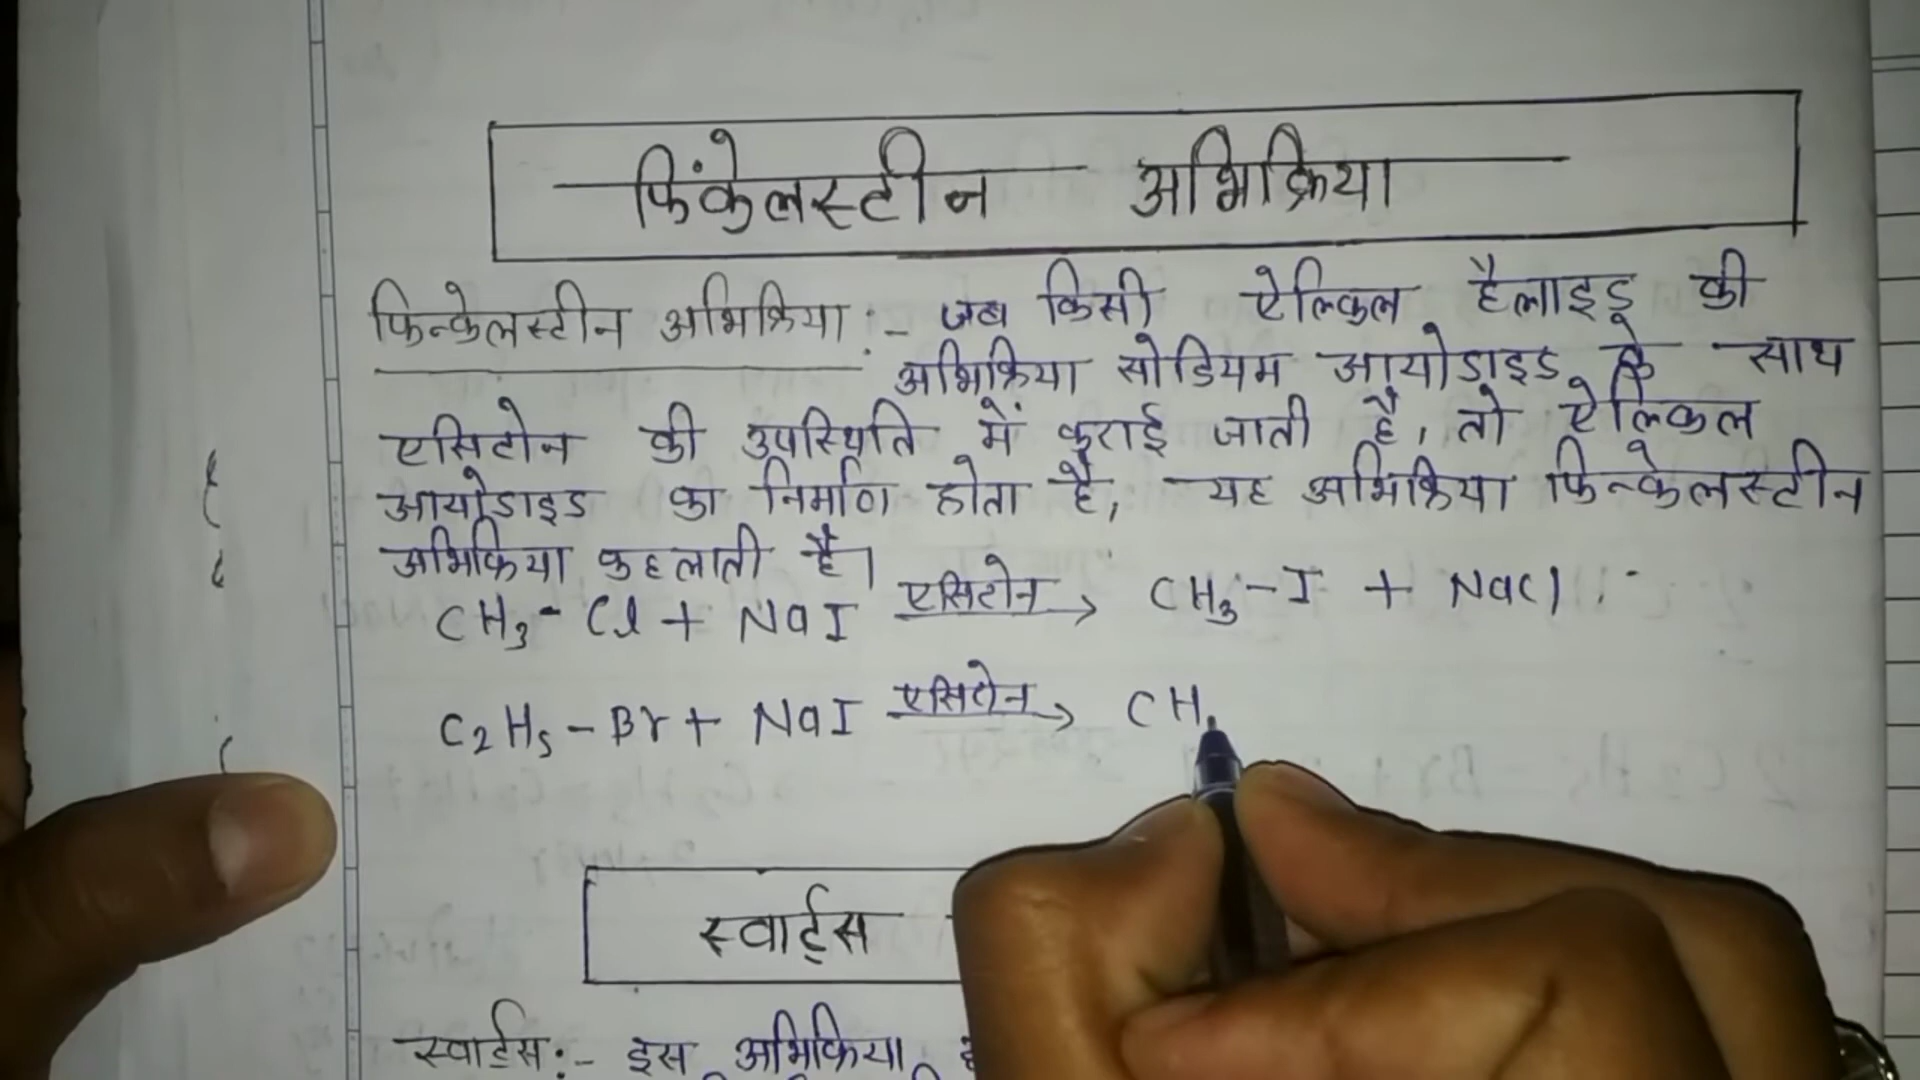 फिंकेलस्टीन अभिक्रिया
फिन्केलस्टीन अभिक्रिया :- जब किसी ऐल्किल हैलाइड की
अभिक्रिया सोडियम आयोडाइड के साथ
एसिटोन की उपस्थिति में कराई जाती है, तो ऐल्किल
आयोडाइड का निर्माण होता है, यह अभिक्रिया फिन्केलस्टीन
अभिक्रिया कहलाती है।
CH₃ - Cl + NaI एसिटोन → CH₃ - I + NaCl
C₂H₅ - Br + NaI एसिटोन → CH
स्वार्ट्स
स्वार्ट्स :- इस अभिक्रिया